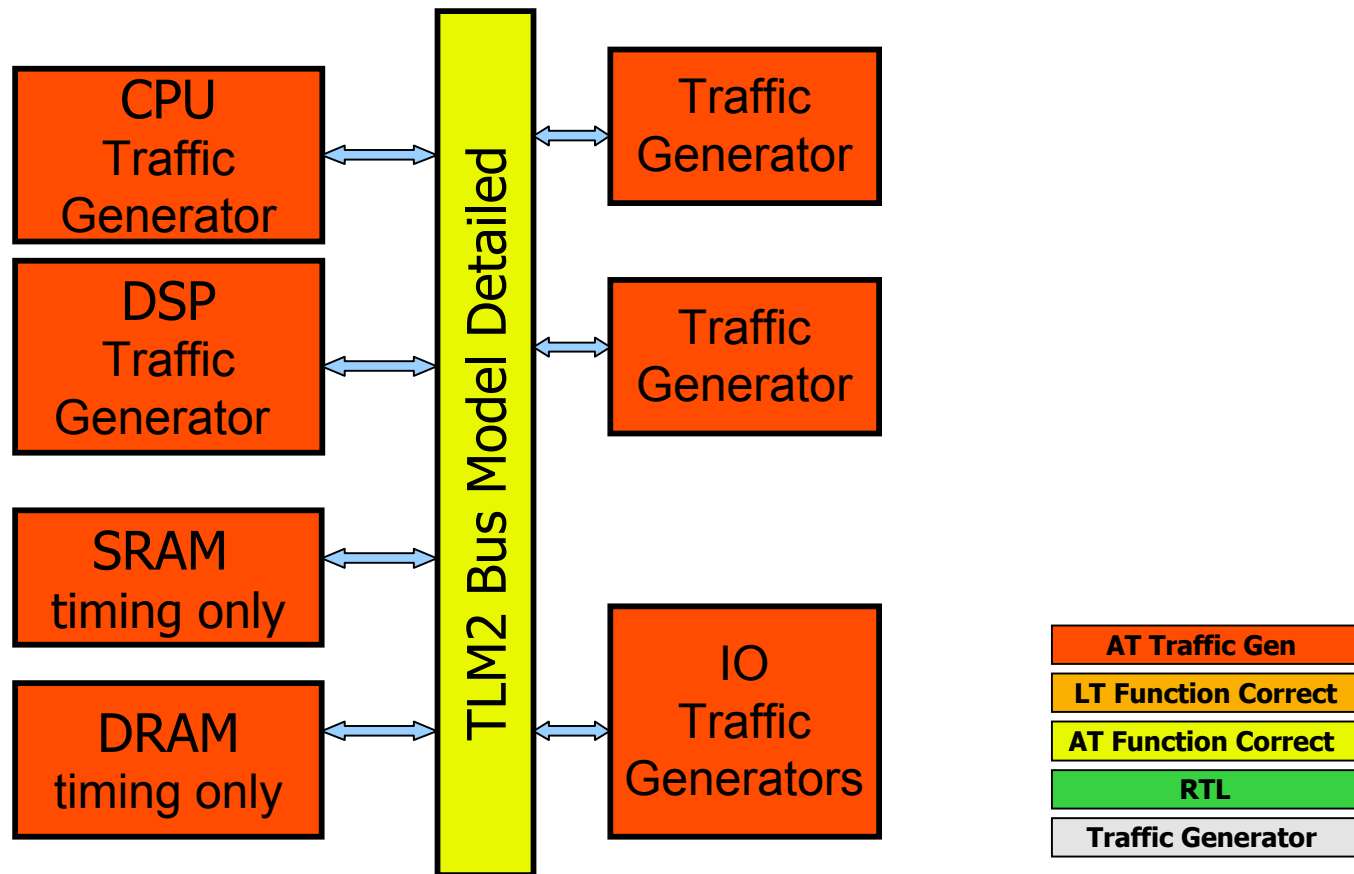 CPU
Traffic
Generator
DSP
Traffic
Generator
SRAM
timing only
DRAM
timing only
TLM2 Bus Model Detailed
Traffic
Generator
Traffic
Generator
IO
Traffic
Generators
AT Traffic Gen
LT Function Correct
AT Function Correct
RTL
Traffic Generator